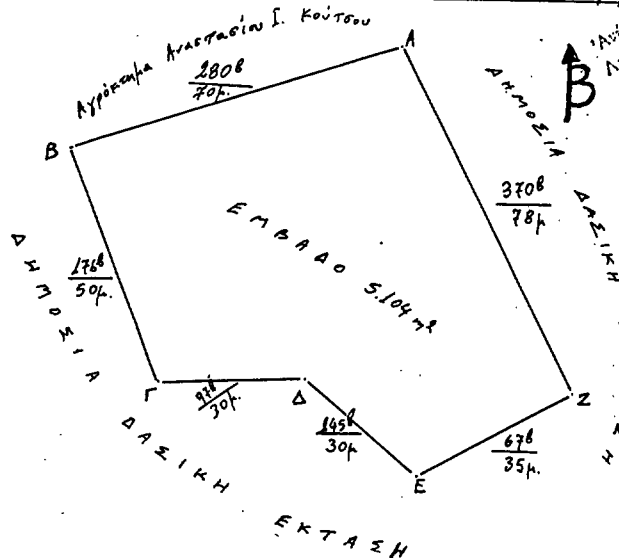 Αγρόκτημα Αναστασίου Ι. Κούτσου
280β
70μ.
Α
Β
Β
ΔΗΜΟΣΙΑ ΔΑΣΙΚΗ
370β
78μ
ΕΜΒΑΔΟ 5.104 m2
176β
50μ.
ΔΗΜΟΣΙΑ ΔΑΣΙΚΗ ΕΚΤΑΣΗ
Γ
97β
30μ.
Δ
145β
30μ
Ε
67β
35μ.
Ζ